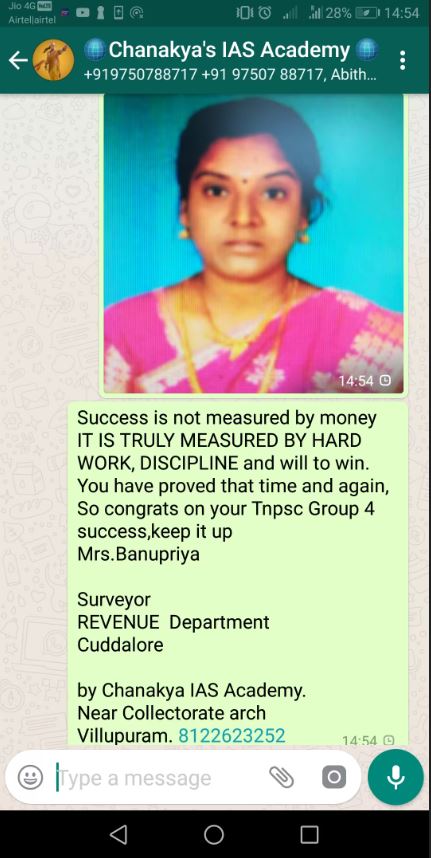 Jio 4G VoLTE
Airtel|airtel
28%
14:54
Chanakya's IAS Academy
+919750788717 +91 97507 88717, Abith...
14:54
Success is not measured by money
IT IS TRULY MEASURED BY HARD
WORK, DISCIPLINE and will to win.
You have proved that time and again,
So congrats on your Tnpsc Group 4
success,keep it up
Mrs.Banupriya
Surveyor
REVENUE Department
Cuddalore
by Chanakya IAS Academy.
Near Collectorate arch
Villupuram. 8122623252
14:54
Type a message